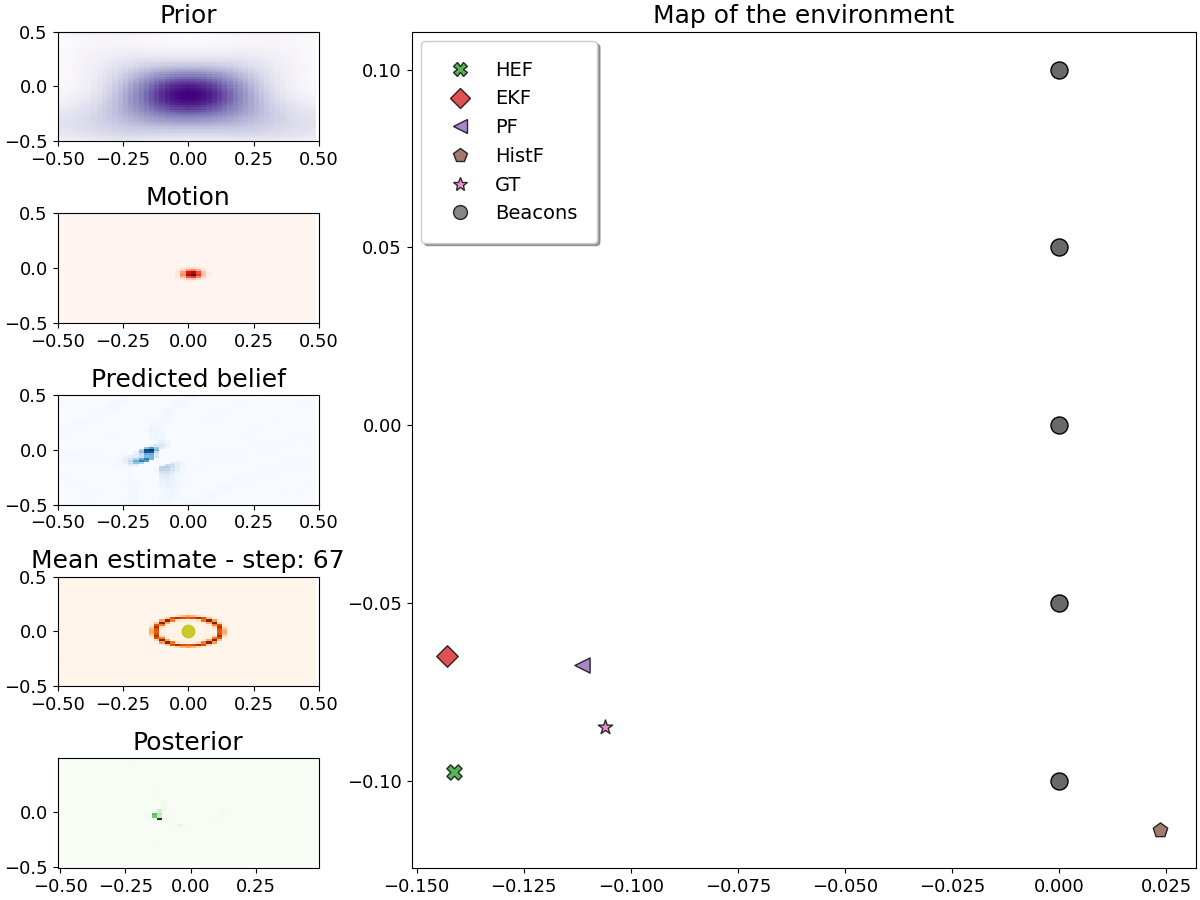 Prior
0.5
0.0
−0.5
−0.50 −0.25 0.00 0.25 0.50
Motion
0.5
0.0
−0.5
−0.50 −0.25 0.00 0.25 0.50
Predicted belief
0.5
0.0
−0.5
−0.50 −0.25 0.00 0.25 0.50
Mean estimate - step: 67
0.5
0.0
−0.5
−0.50 −0.25 0.00 0.25 0.50
Posterior
0.0
−0.5
−0.50 −0.25 0.00 0.25
Map of the environment
HEF
EKF
PF
HistF
GT
Beacons
0.10
0.05
0.00
−0.05
−0.10
−0.150 −0.125 −0.100 −0.075 −0.050 −0.025 0.000 0.025